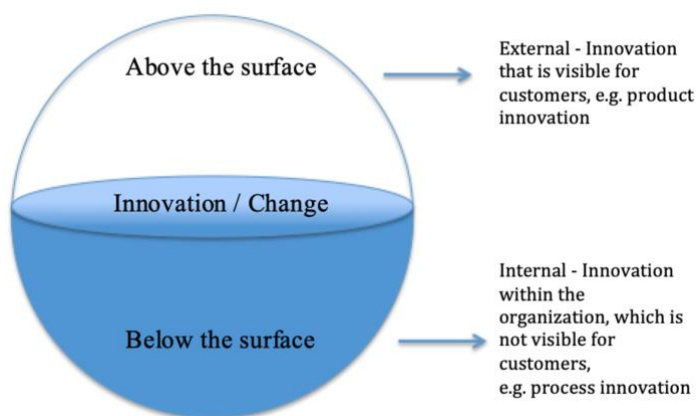 Above the surface
External - Innovation
that is visible for
customers, e.g. product
innovation
Innovation / Change
Below the surface
Internal - Innovation
within the
organization, which is
not visible for
customers,
e.g. process innovation